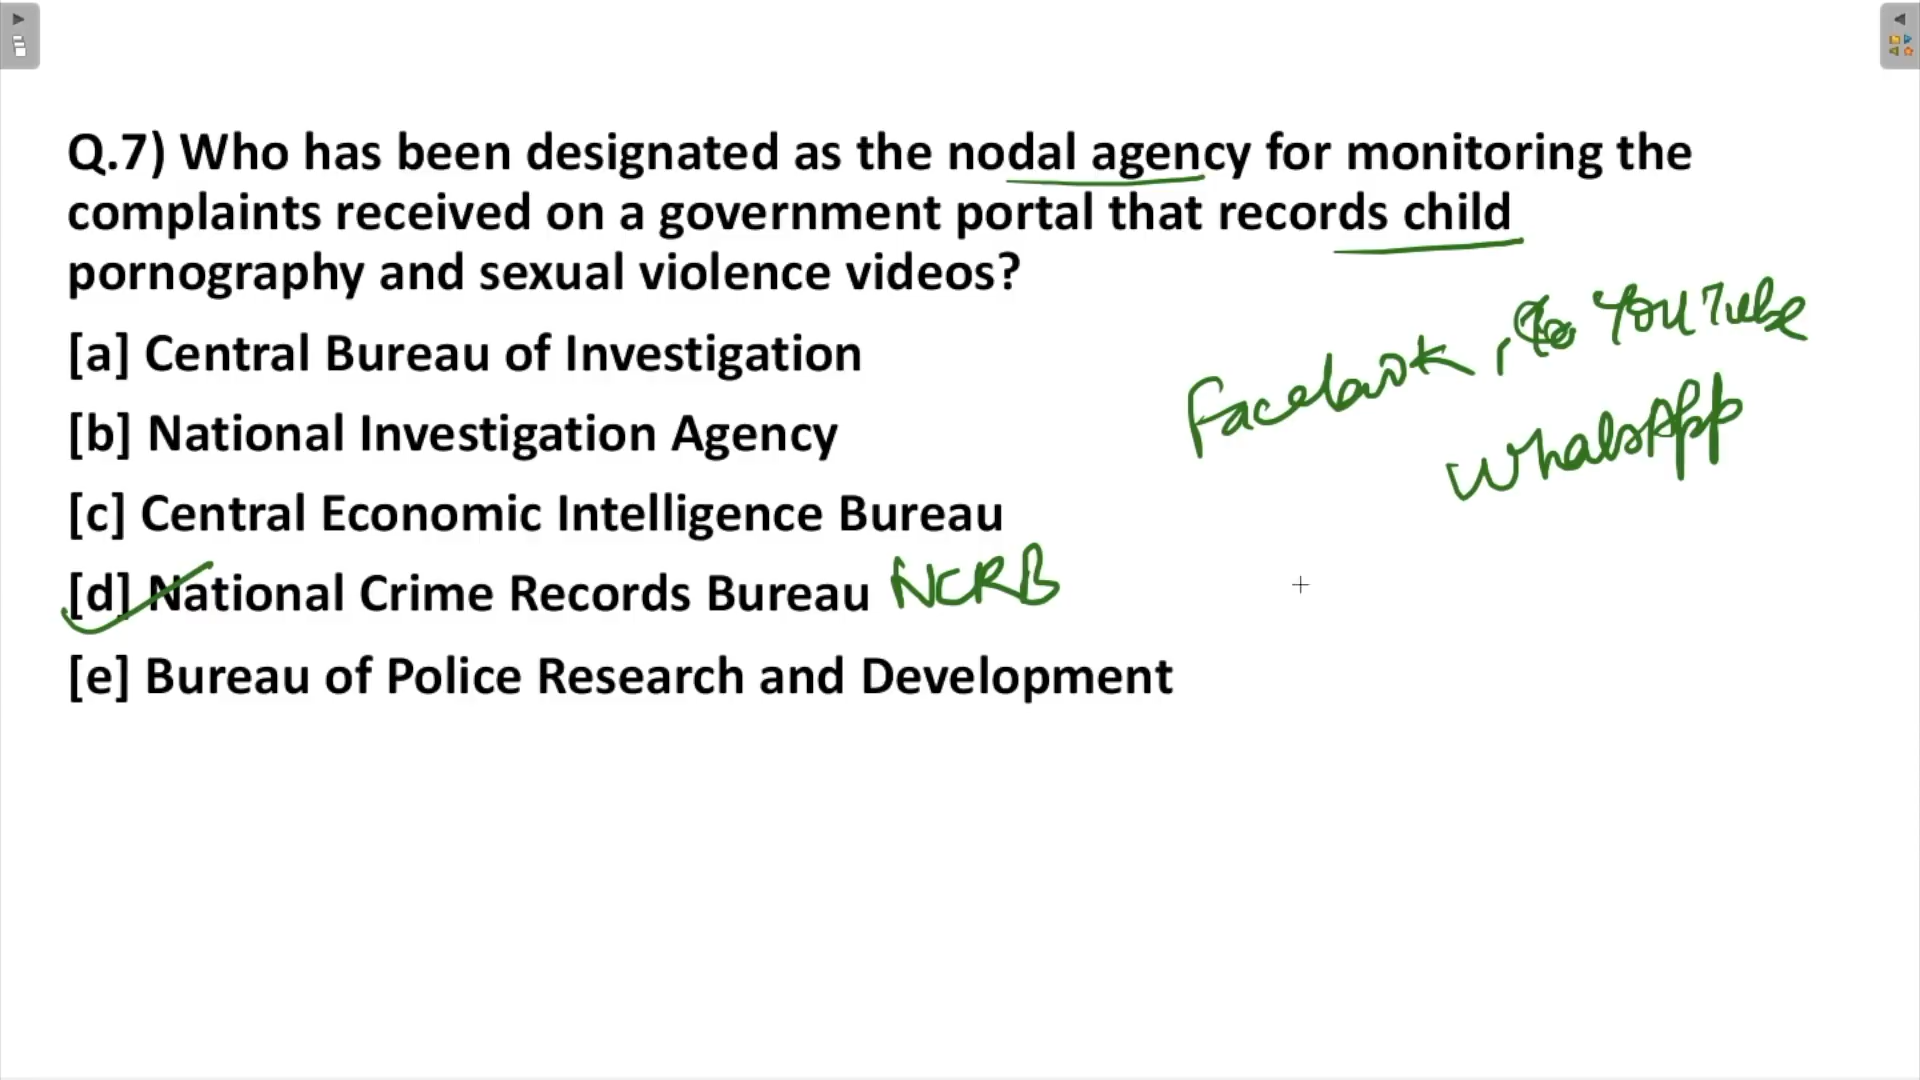 Q.7) Who has been designated as the nodal agency for monitoring the
complaints received on a government portal that records child
pornography and sexual violence videos?
[a] Central Bureau of Investigation
[b] National Investigation Agency
[c] Central Economic Intelligence Bureau
[d] National Crime Records Bureau NCRB
[e] Bureau of Police Research and Development
Facebook, YouTube
WhatsApp